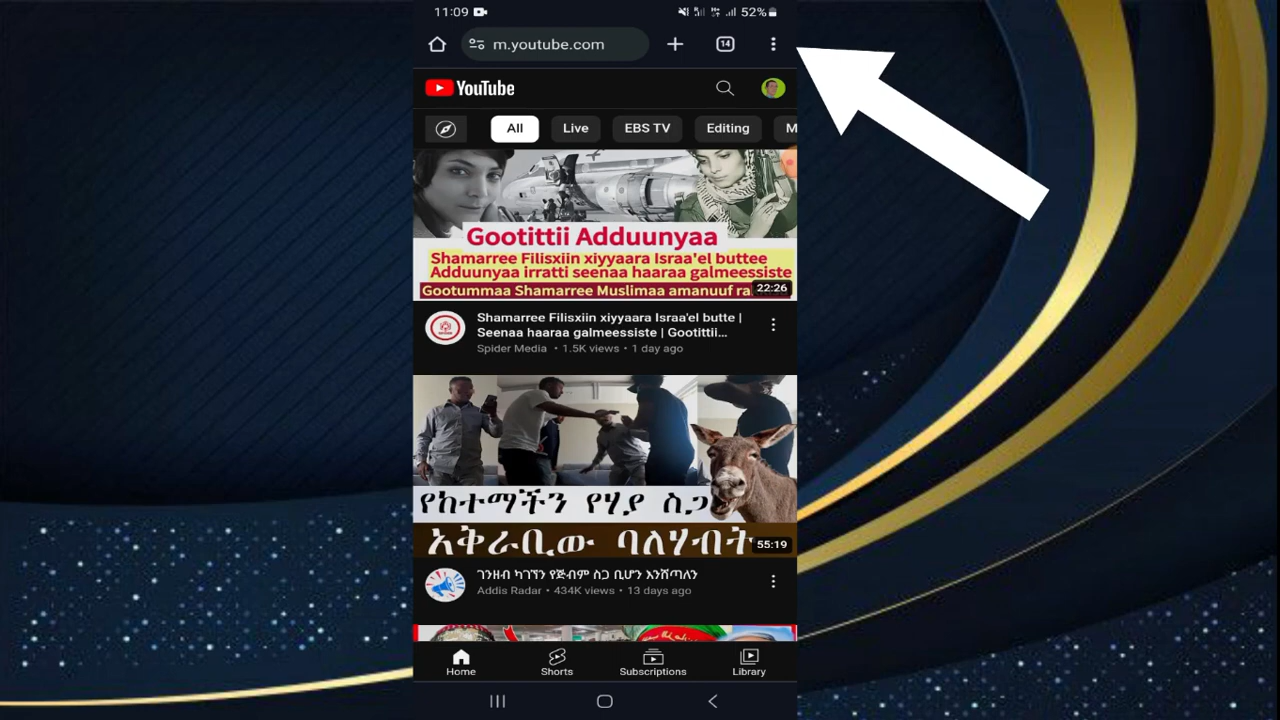 11:09
52%
m.youtube.com
14
YouTube
All Live EBS TV Editing M
Gootittii Adduunyaa
Shamarree Filisxiin xiyyaara Israa'el buttee
Adduunyaa irratti seenaa haaraa galmeessiste
Gootummaa Shamarree Muslimaa amanuuf ra
22:26
Shamarree Filisxiin xiyyaara Israa'el butte |
Seenaa haaraa galmeessiste | Gootittii...
Spider Media • 1.5K views • 1 day ago
የከተማችን የሃያ ስጋ
አቅራቢው ባለሃብት
55:19
ገንዘብ ካገኘን የጅብም ስጋ ቢሆን እንሸጣለን
Addis Radar • 434K views • 13 days ago
Home Shorts Subscriptions Library